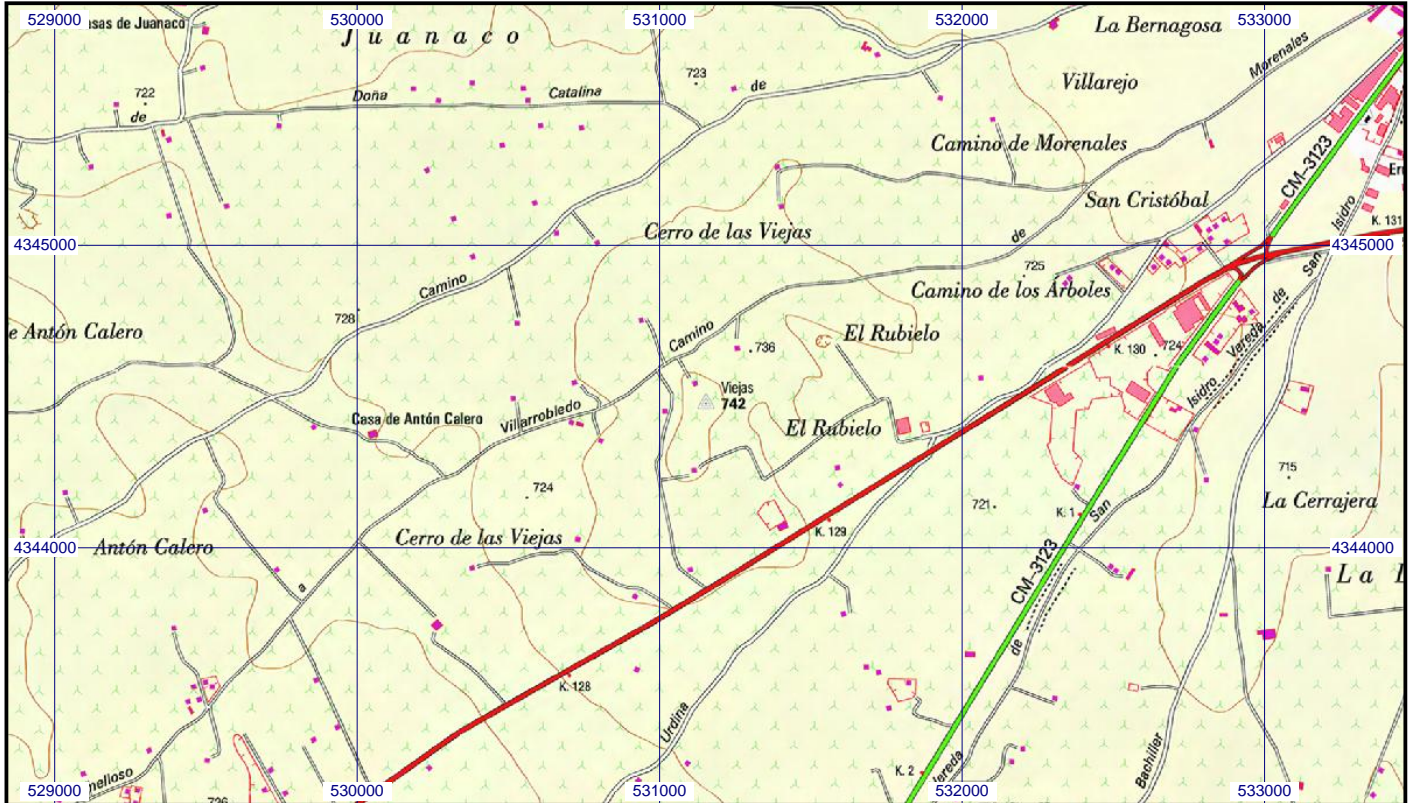 529000
530000
531000
532000
533000
asas de Juanaco
Juanaco
La Bernagosa
Morenales
723
Villarejo
722
de
Doña
Catalina
de
CM-3123
Camino de Morenales
San Cristóbal
Isidro
K. 131
Cerro de las Viejas
de
4345000
4345000
San
725
Camino
Camino de los Árboles
de
728
e Antón Calero
Camino
El Rubielo
Vereda
736
K. 130
724
Viejas
742
Isidro
Casa de Antón Calero
Villarrobledo
El Rubielo
715
724
721
La Cerrajera
K. 1
San
K. 129
Antón Calero
Cerro de las Viejas
4344000
4344000
CM-3123
La
a
de
K. 128
Urdina
Bachiller
K. 2
ereda
nelloso
726
529000
530000
531000
532000
533000